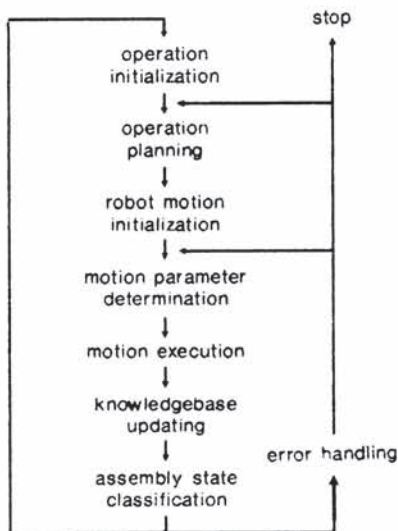 stop
operation
initialization
operation
planning
robot motion
initialization
motion parameter
determination
motion execution
knowledgebase
updating
error handling
assembly state
classification